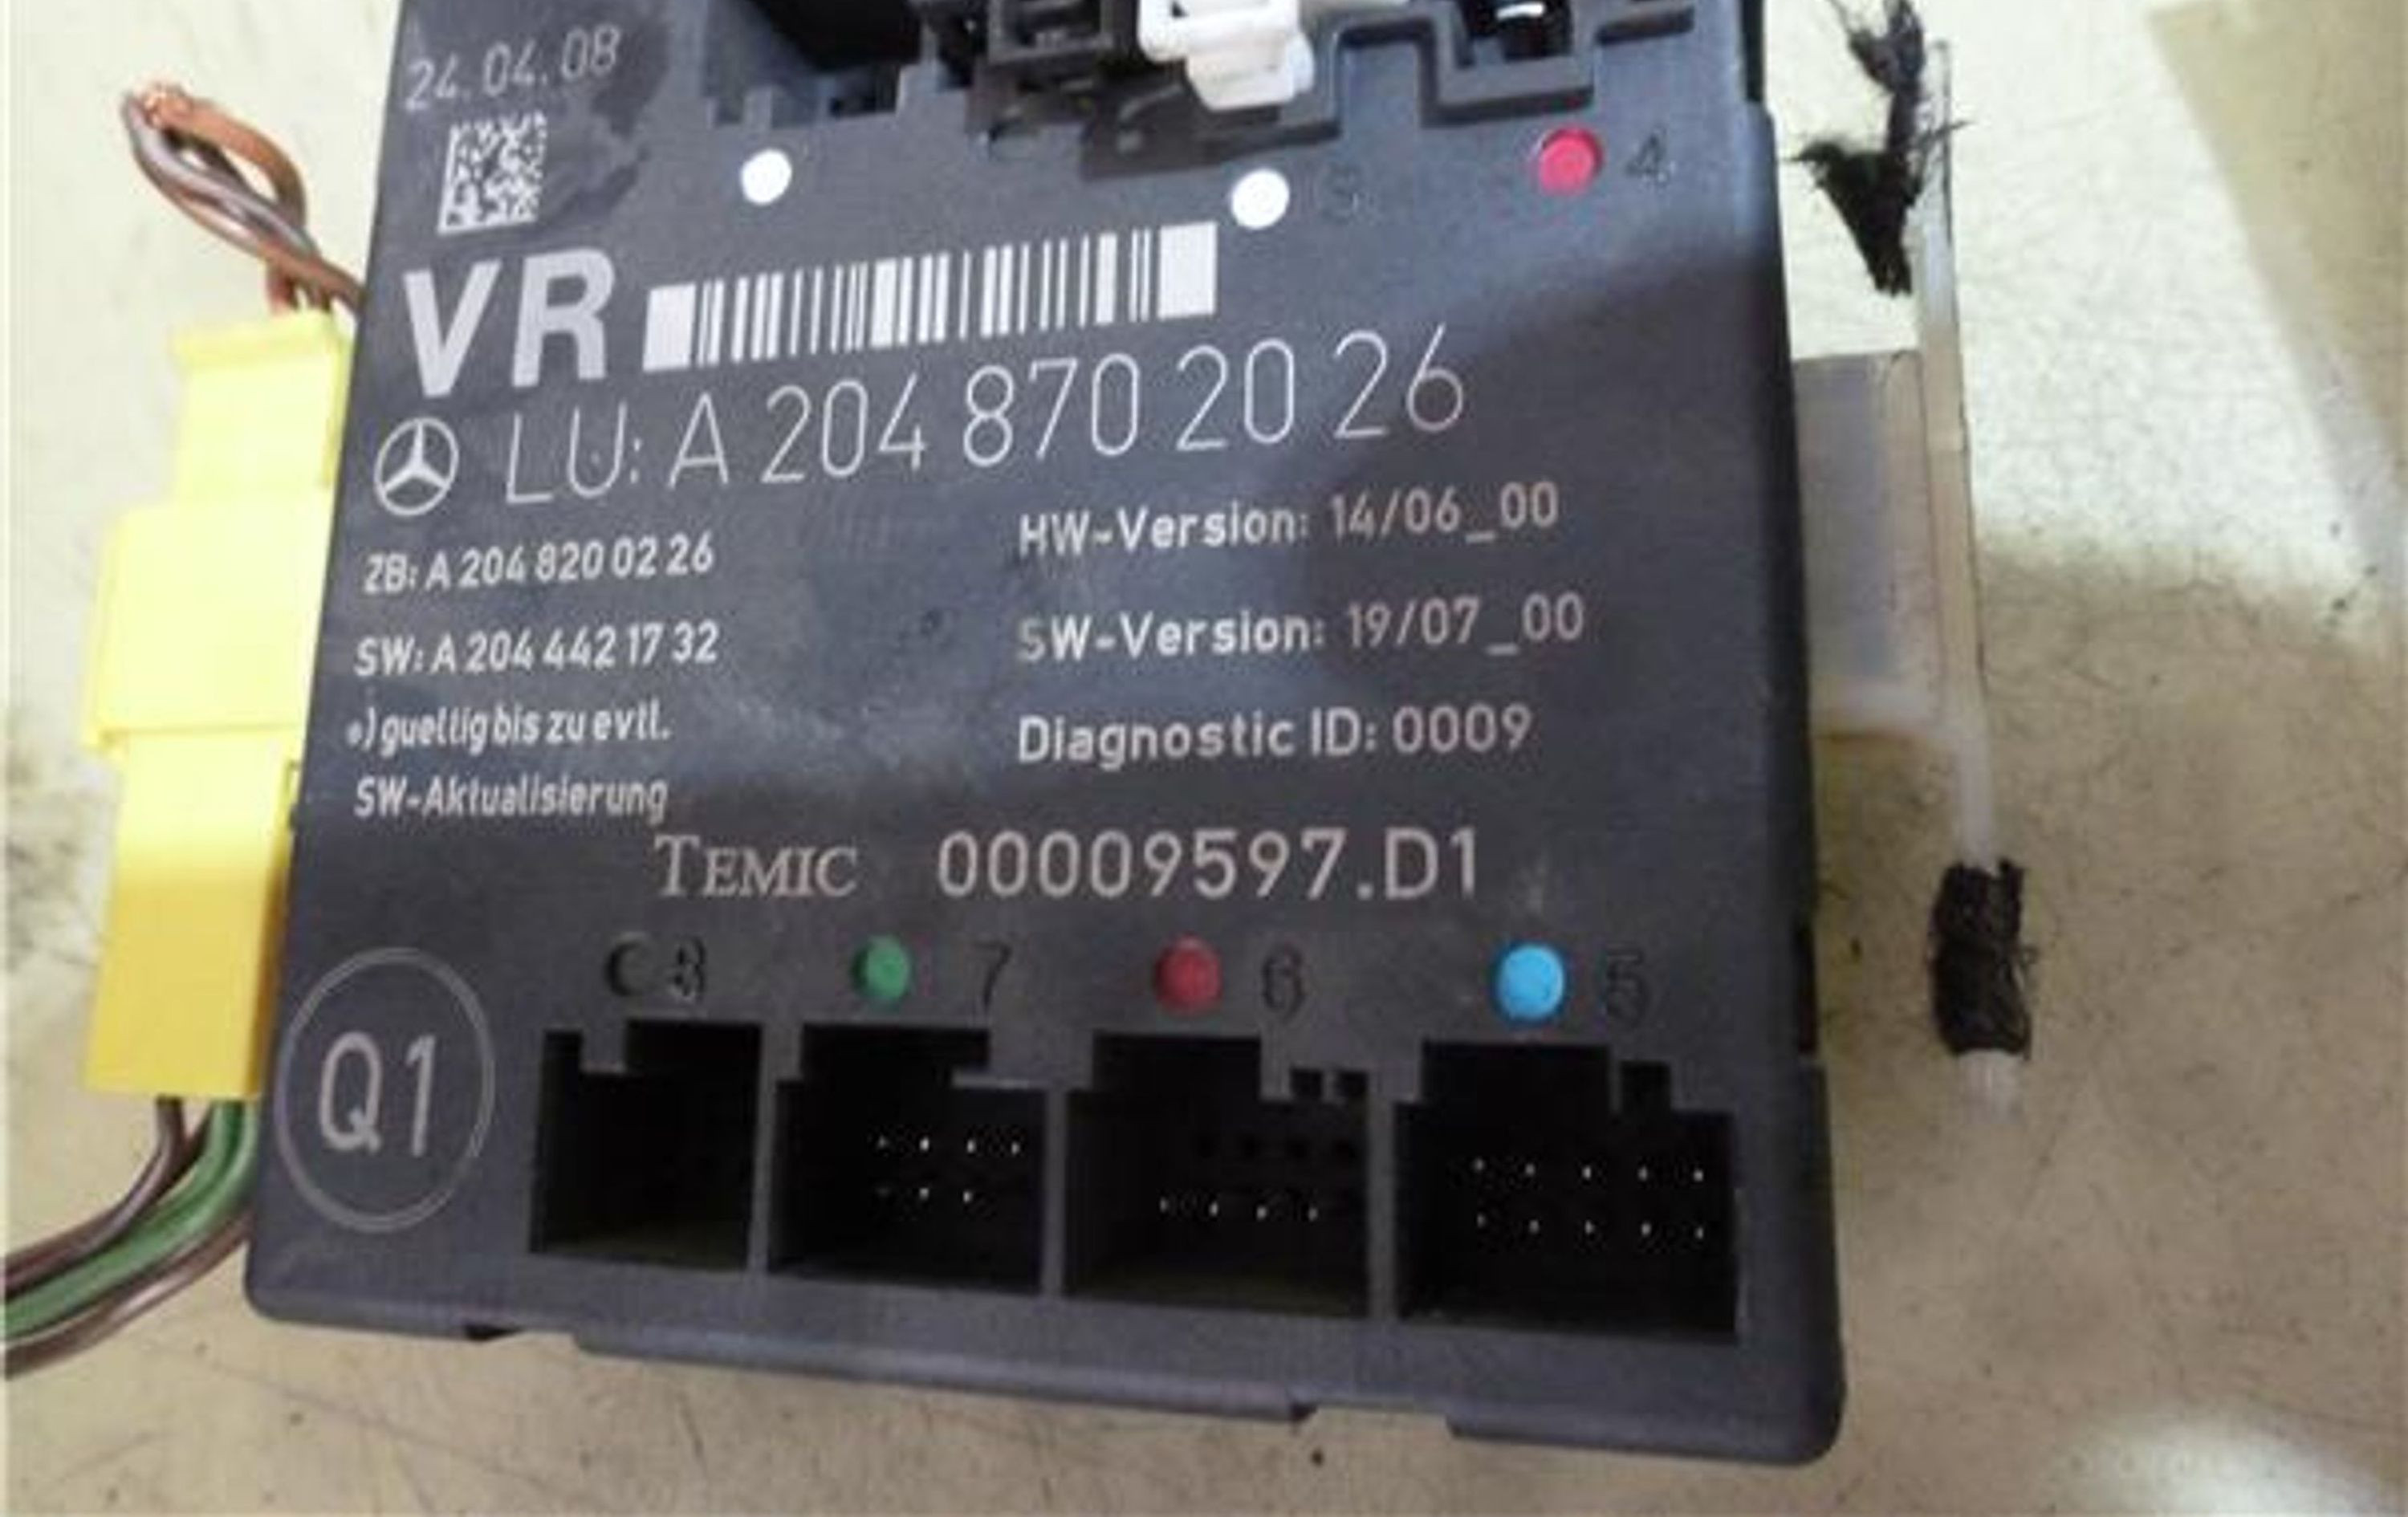 24.04.08
3 4
VR
LU: A 204 870 20 26
ZB: A 204 820 02 26
HW-Version: 14/06_00
SW: A 204 442 17 32
SW-Version: 19/07_00
*) gueltig bis zu evtl.
SW-Aktualisierung
Diagnostic ID: 0009
TEMIC 00009597.D1
8 7 6 5
Q1